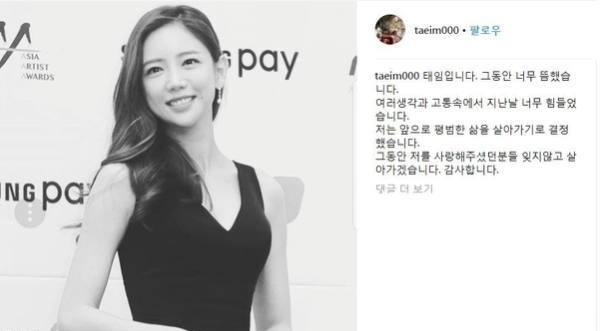 ASIA
ARTIST
AWARDS
pay
pay
taeim000 • 팔로우
taeim000 태임입니다. 그동안 너무 뜸했습
니다.
여러생각과 고통속에서 지난날 너무 힘들었
습니다.
저는 앞으로 평범한 삶을 살아가기로 결정
했습니다.
그동안 저를 사랑해주셨던분들 잊지않고 살
아가겠습니다. 감사합니다.
댓글 더 보기